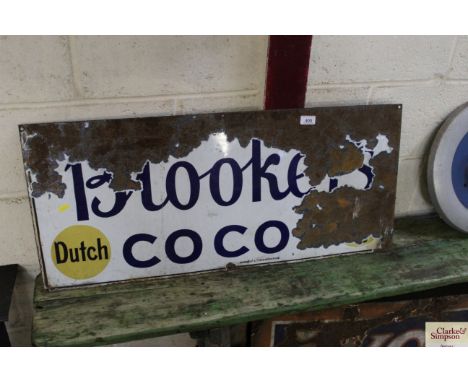 Brooke's
Dutch COCO
Clarke &
Simpson